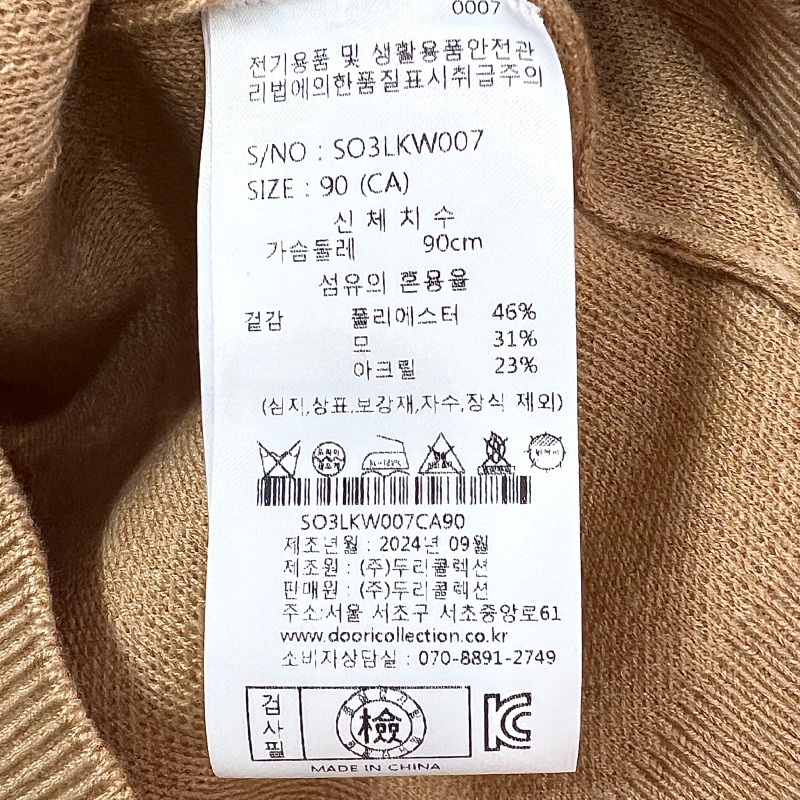 0007
전기용품 및 생활용품안전관
리법에의한품질표시취급주의
S/NO : SO3LKW007
SIZE : 90 (CA)
신 체 치 수
가슴둘레 90cm
섬유의 혼용율
겉감 폴리에스터 46%
모 31%
아크릴 23%
(심지,상표,보강재,자수,장식 제외)
SO3LKW007CA90
제조년월 : 2024년 09월
제조원 : (주)두리콜렉션
판매원 : (주)두리콜렉션
주소:서울 서초구 서초중앙로61
www.dooricollection.co.kr
소비자상담실 : 070-8891-2749
검사필
檢
MADE IN CHINA